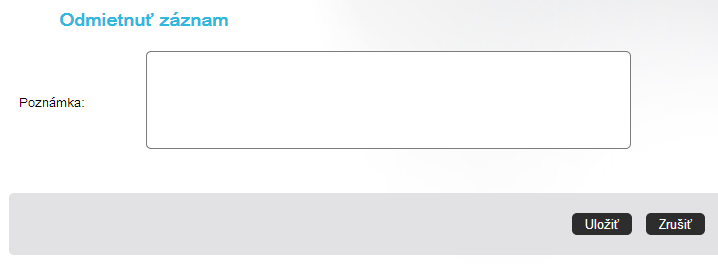 Odmietnuť záznam
Poznámka:
Uložiť Zrušiť